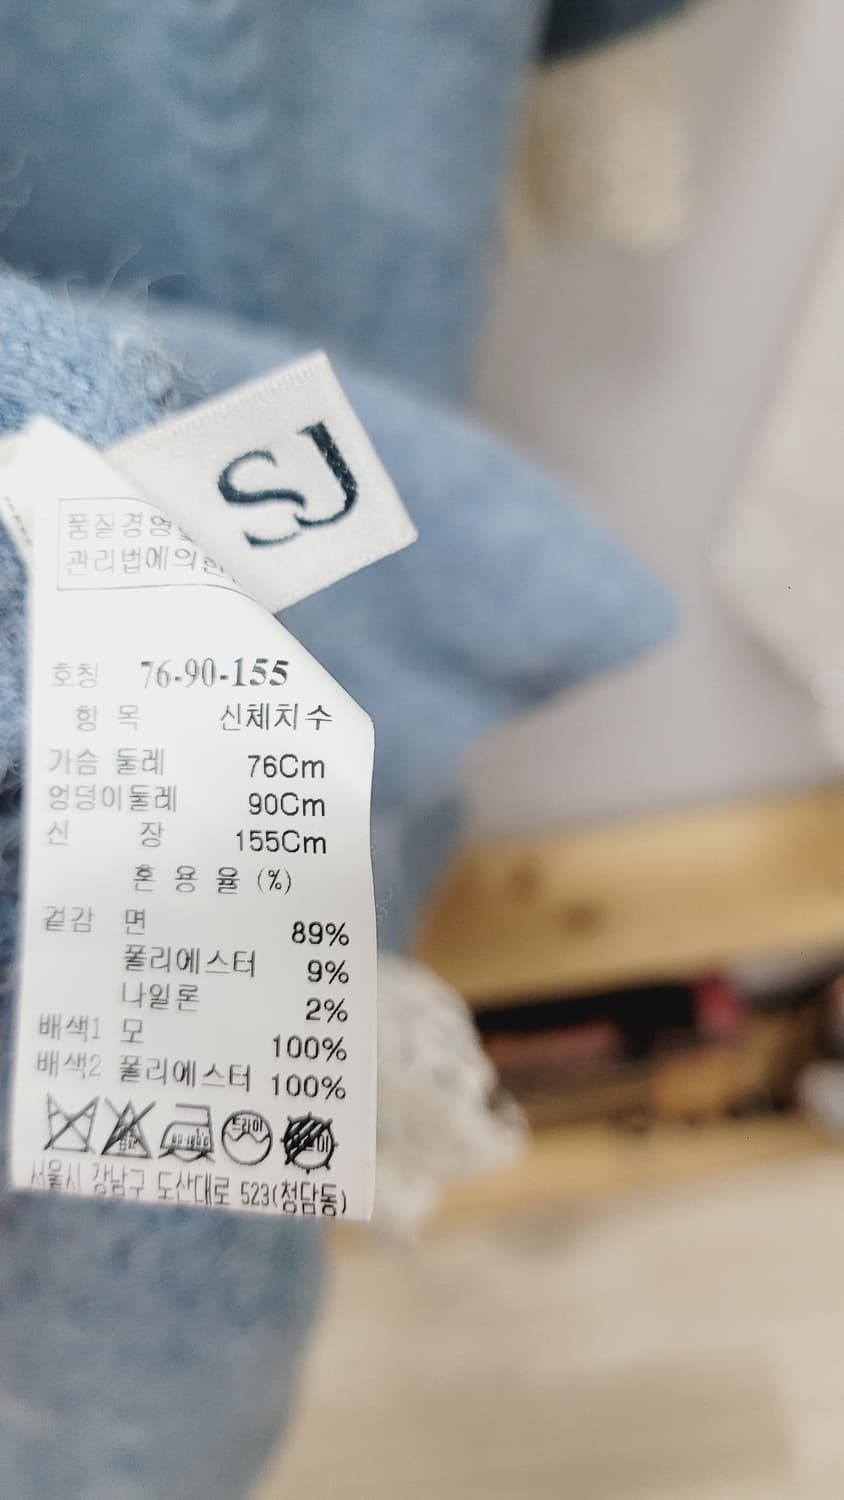 SJ
품질경영
관리법에의한
호칭 76-90-155
항 목 신체치수
가슴 둘레 76Cm
엉덩이둘레 90Cm
신 장 155Cm
혼 용 율 (%)
겉감 면 89%
폴리에스터 9%
나일론 2%
배색1 모 100%
배색2 폴리에스터 100%
드라이
서울시 강남구 도산대로 523(청담동)